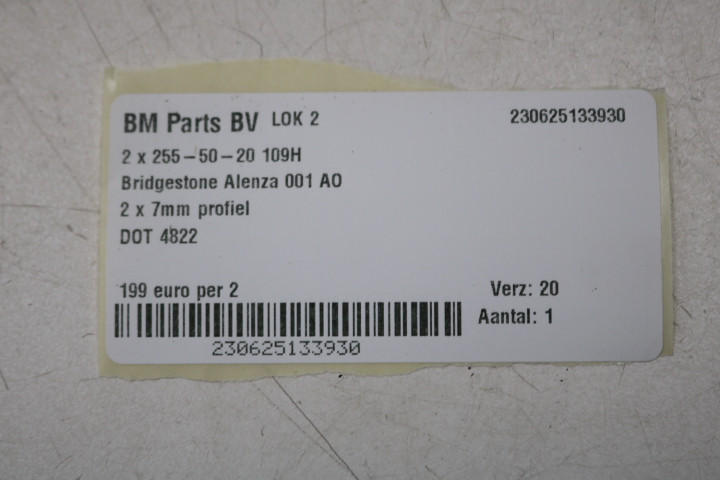 BM Parts BV LOK 2 230625133930
2 x 255-50-20 109H
Bridgestone Alenza 001 AO
2 x 7mm profiel
DOT 4822
199 euro per 2 Verz: 20
Aantal: 1
230625133930